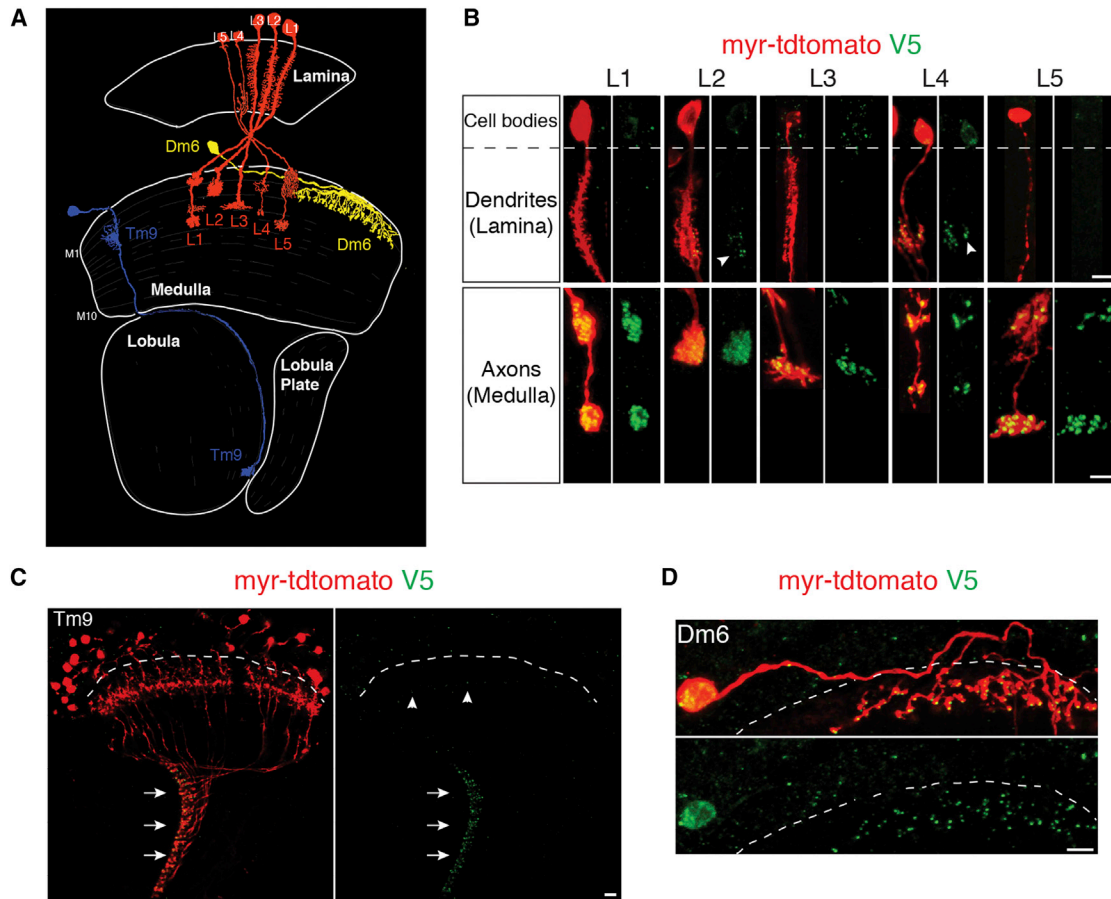 A
L5 L4 L3 L2 L1
Lamina
Dm6
Tm9
L1 L2 L3 L4 L5
Dm6
M1
Medulla
M10
Lobula
Lobula
Plate
Tm9
B
myr-tdtomato V5
L1 L2 L3 L4 L5
Cell bodies
Dendrites
(Lamina)
Axons
(Medulla)
C
myr-tdtomato V5
Tm9
D
myr-tdtomato V5
Dm6